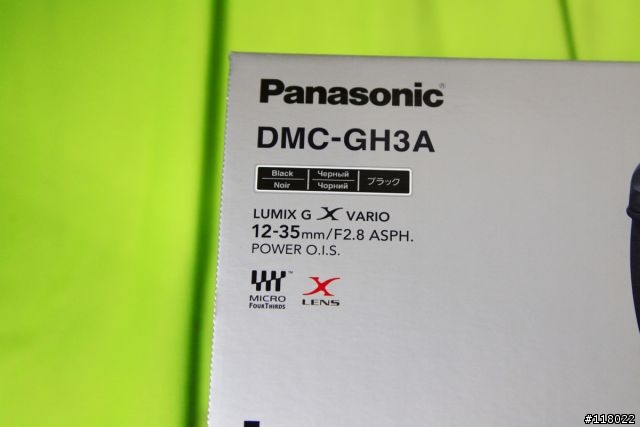 Panasonic
DMC-GH3A
Black Черный ブラック
Noir Чорний
LUMIX G X VARIO
12-35mm/F2.8 ASPH.
POWER O.I.S.
MICRO
FOURTHIRDS
X
LENS
#118022